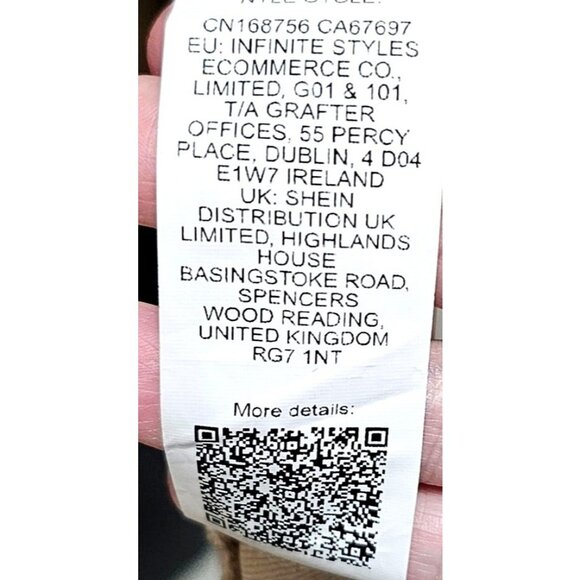 CN168756 CA67697
EU: INFINITE STYLES
ECOMMERCE CO.,
LIMITED, G01 & 101,
T/A GRAFTER
OFFICES, 55 PERCY
PLACE, DUBLIN, 4 D04
E1W7 IRELAND
UK: SHEIN
DISTRIBUTION UK
LIMITED, HIGHLANDS
HOUSE
BASINGSTOKE ROAD,
SPENCERS
WOOD READING,
UNITED KINGDOM
RG7 1NT
More details: